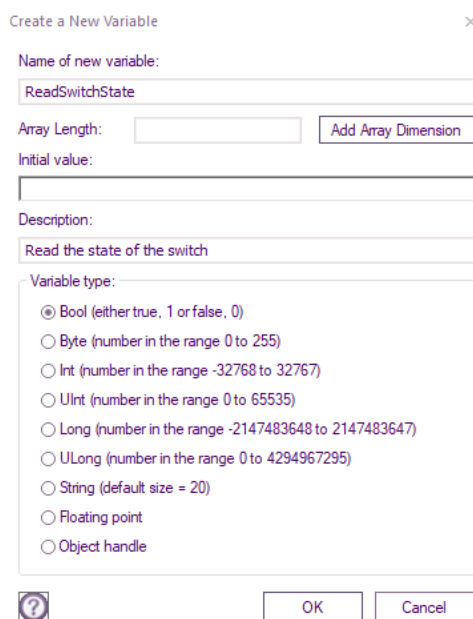 Create a New Variable
Name of new variable:
ReadSwitchState
Array Length:
Add Array Dimension
Initial value:
Description:
Read the state of the switch
Variable type:
Bool (either true, 1 or false, 0)
Byte (number in the range 0 to 255)
Int (number in the range -32768 to 32767)
UInt (number in the range 0 to 65535)
Long (number in the range -2147483648 to 2147483647)
ULong (number in the range 0 to 4294967295)
String (default size = 20)
Floating point
Object handle
? OK Cancel